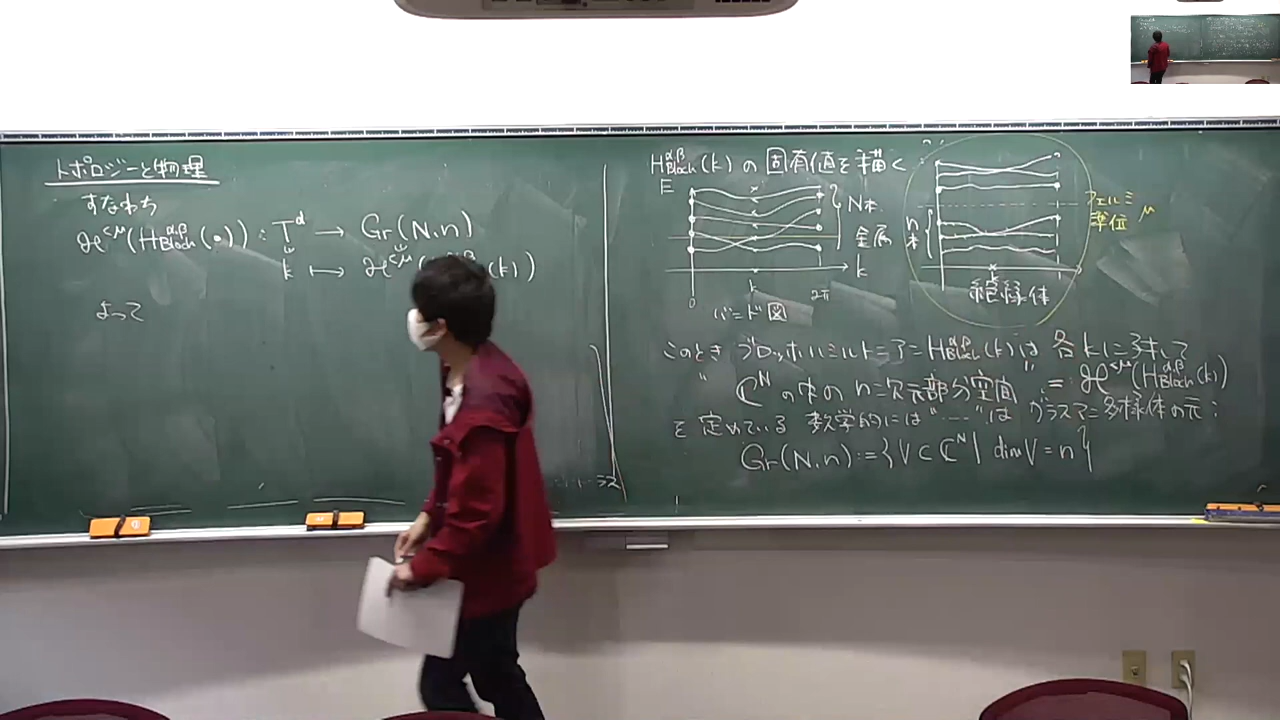 トポロジーと物理
すなわち
ℋ^{<μ}(H_{Bloch}^{α,β}(•)) : T^d → Gr(N,n)
k ↦ ℋ^{<μ}( (k))
よって
H_{Bloch}^{α,β}(k) の固有値を描く
E
N本
金属
k
0
k
2π
バンド図
n本
フェルミ準位 μ
k
絶縁体
このとき ブロッホハミルトニアン H_{Bloch}^{α,β}(k) は 各kに対して
" ℂ^N の中の n次元部分空間 " = ℋ^{<μ}(H_{Bloch}^{α,β}(k))
を定めている 数学的には "‥‥" は グラスマン多様体の元:
Gr(N,n) := {V ⊂ ℂ^N | dim V = n}